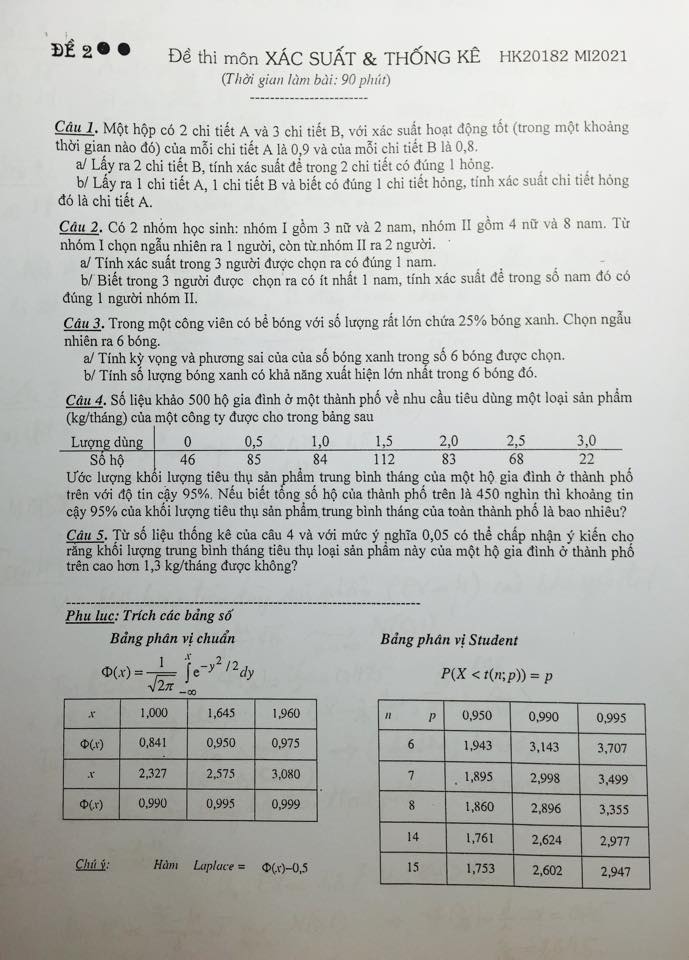 ĐỀ 2
Đề thi môn XÁC SUẤT & THỐNG KÊ HK20182 MI2021
(Thời gian làm bài: 90 phút)
Câu 1. Một hộp có 2 chi tiết A và 3 chi tiết B, với xác suất hoạt động tốt (trong một khoảng
thời gian nào đó) của mỗi chi tiết A là 0,9 và của mỗi chi tiết B là 0,8.
a/ Lấy ra 2 chi tiết B, tính xác suất để trong 2 chi tiết có đúng 1 hỏng.
b/ Lấy ra 1 chi tiết A, 1 chi tiết B và biết có đúng 1 chi tiết hỏng, tính xác suất chi tiết hỏng
đó là chi tiết A.
Câu 2. Có 2 nhóm học sinh: nhóm I gồm 3 nữ và 2 nam, nhóm II gồm 4 nữ và 8 nam. Từ
nhóm I chọn ngẫu nhiên ra 1 người, còn từ nhóm II ra 2 người.
a/ Tính xác suất trong 3 người được chọn ra có đúng 1 nam.
b/ Biết trong 3 người được chọn ra có ít nhất 1 nam, tính xác suất để trong số nam đó có
đúng 1 người nhóm II.
Câu 3. Trong một công viên có bể bóng với số lượng rất lớn chứa 25% bóng xanh. Chọn ngẫu
nhiên ra 6 bóng.
a/ Tính kỳ vọng và phương sai của của số bóng xanh trong số 6 bóng được chọn.
b/ Tính số lượng bóng xanh có khả năng xuất hiện lớn nhất trong 6 bóng đó.
Câu 4. Số liệu khảo 500 hộ gia đình ở một thành phố về nhu cầu tiêu dùng một loại sản phẩm
(kg/tháng) của một công ty được cho trong bảng sau
Lượng dùng 0 0,5 1,0 1,5 2,0 2,5 3,0
Số hộ 46 85 84 112 83 68 22
Ước lượng khối lượng tiêu thụ sản phẩm trung bình tháng của một hộ gia đình ở thành phố
trên với độ tin cậy 95%. Nếu biết tổng số hộ của thành phố trên là 450 nghìn thì khoảng tin
cậy 95% của khối lượng tiêu thụ sản phẩm trung bình tháng của toàn thành phố là bao nhiêu?
Câu 5. Từ số liệu thống kê của câu 4 và với mức ý nghĩa 0,05 có thể chấp nhận ý kiến cho
rằng khối lượng trung bình tháng tiêu thụ loại sản phẩm này của một hộ gia đình ở thành phố
trên cao hơn 1,3 kg/tháng được không?
Phu luc: Trích các bảng số
Bảng phân vị chuẩn Bảng phân vị Student
Φ(x) = 1/√2π ∫_{−∞}^{x} e^{−y²/2} dy P(X < t(n;p)) = p
x 1,000 1,645 1,960
Φ(x) 0,841 0,950 0,975
x 2,327 2,575 3,080
Φ(x) 0,990 0,995 0,999
Chú ý: Hàm Laplace = Φ(x)–0,5
n p 0,950 0,990 0,995
6 1,943 3,143 3,707
7 1,895 2,998 3,499
8 1,860 2,896 3,355
14 1,761 2,624 2,977
15 1,753 2,602 2,947